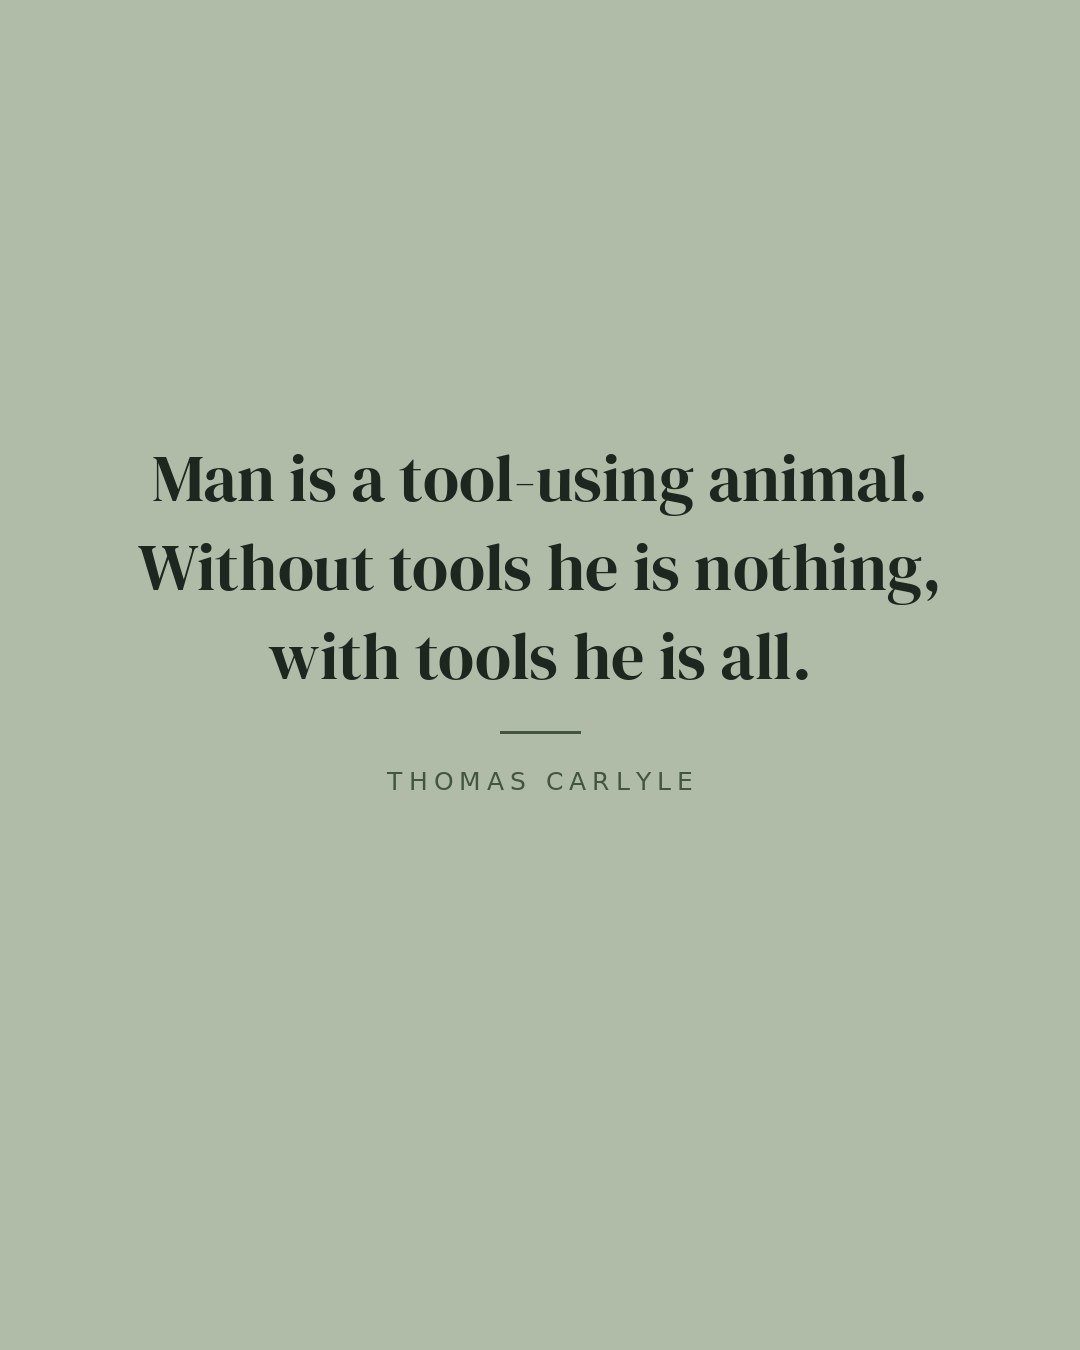 Man is a tool-using animal.
Without tools he is nothing,
with tools he is all.
THOMAS CARLYLE